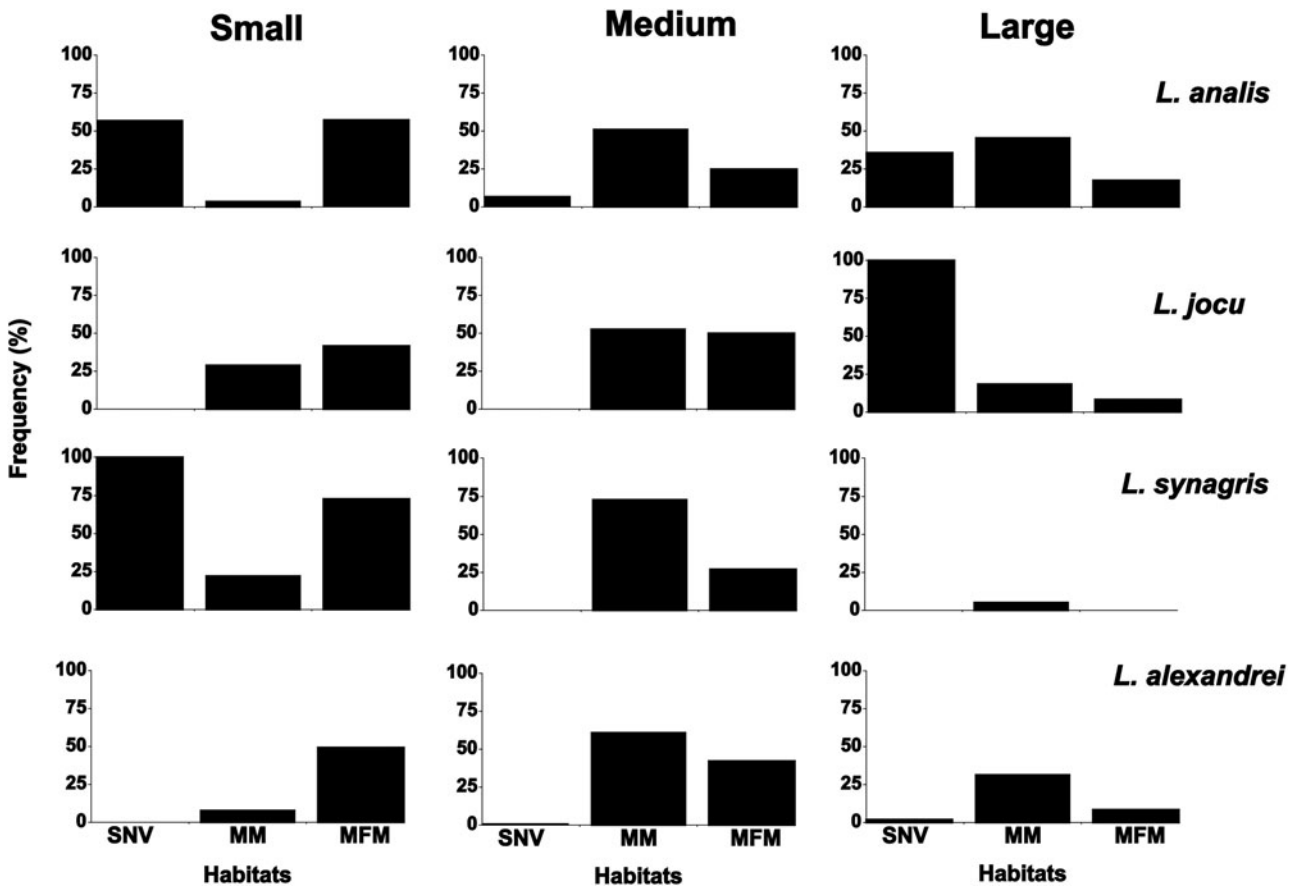 Small Medium Large
100 100 100
75 75 75
50 50 50
25 25 25
0 0 0
L. analis
100 100 100
75 75 75
50 50 50
25 25 25
0 0 0
L. jocu
Frequency (%)
100 100 100
75 75 75
50 50 50
25 25 25
0 0 0
L. synagris
100 100 100
75 75 75
50 50 50
25 25 25
0 0 0
L. alexandrei
SNV MM MFM SNV MM MFM SNV MM MFM
Habitats Habitats Habitats